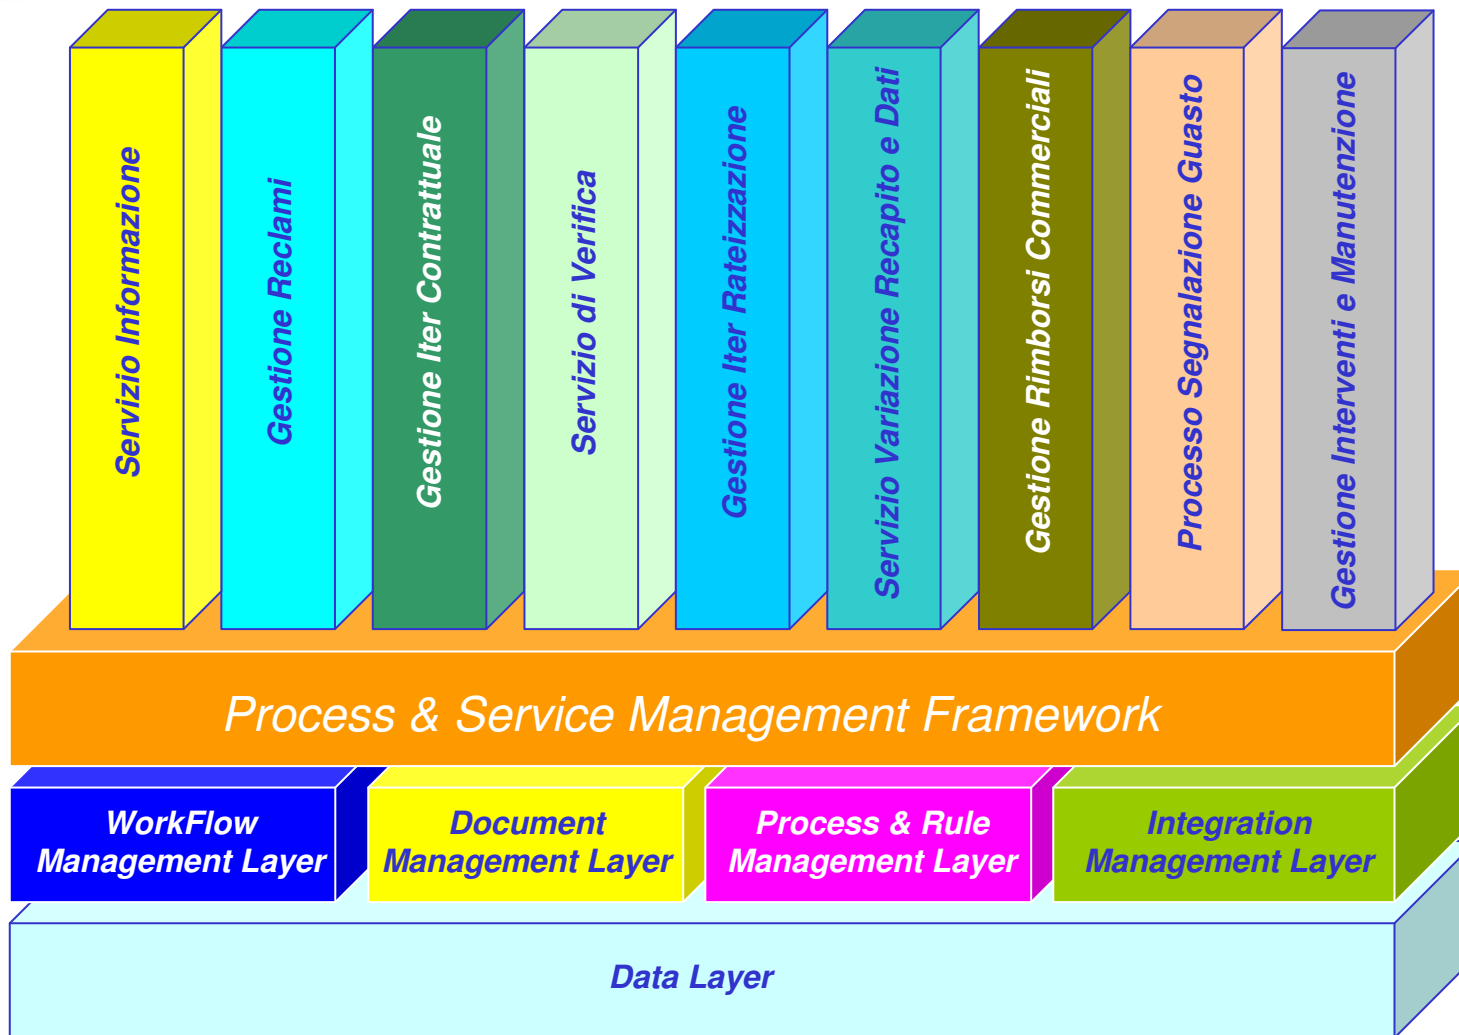 Servizio Informazione
Gestione Reclami
Gestione Iter Contrattuale
Servizio di Verifica
Gestione Iter Rateizzazione
Servizio Variazione Recapito e Dati
Gestione Rimborsi Commerciali
Processo Segnalazione Guasto
Gestione Interventi e Manutenzione
Process & Service Management Framework
WorkFlow
Management Layer
Document
Management Layer
Process & Rule
Management Layer
Integration
Management Layer
Data Layer